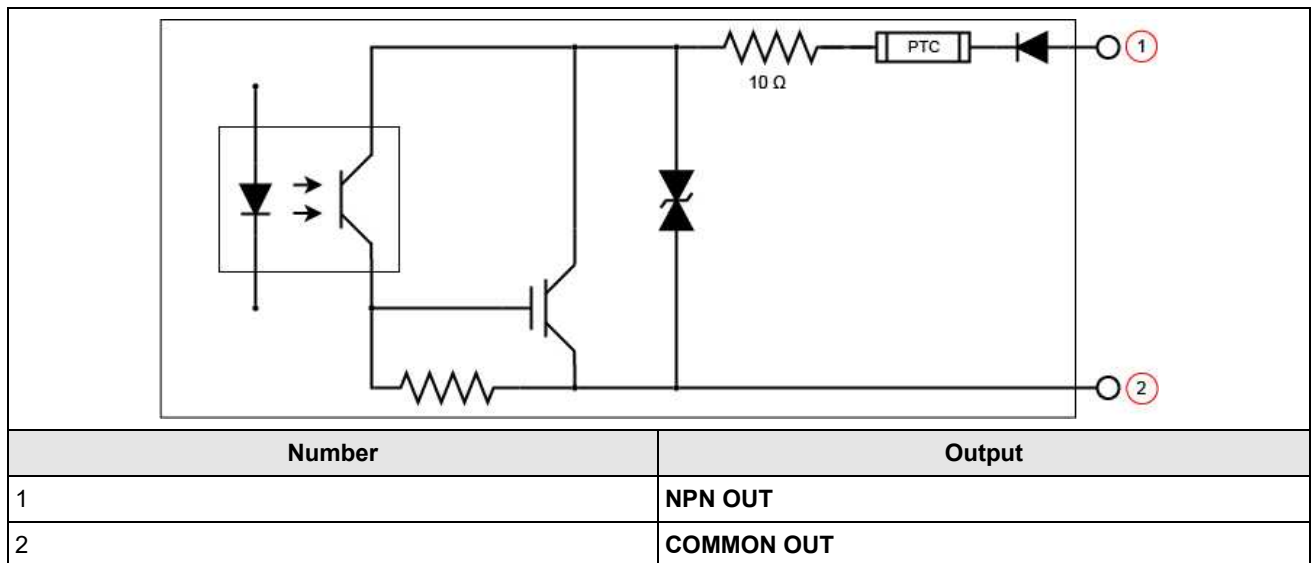 PTC
1
10 Ω
2
Number Output
1 NPN OUT
2 COMMON OUT